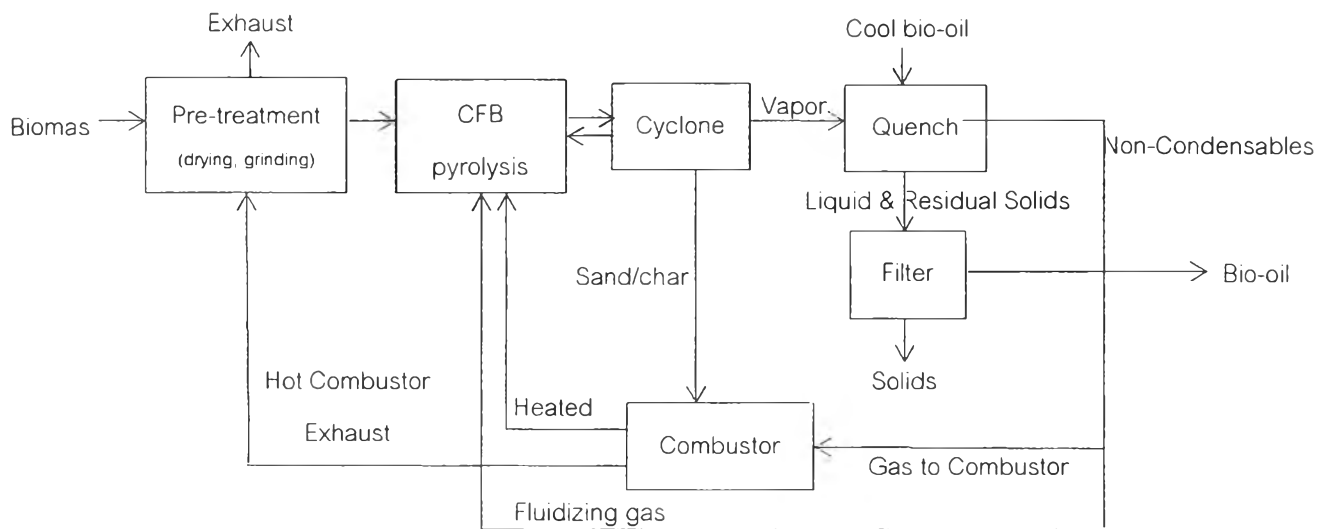 Exhaust
Cool bio-oil
Biomas
Pre-treatment
(drying, grinding)
CFB
pyrolysis
Cyclone
Vapor.
Quench
Non-Condensables
Liquid & Residual Solids
Sand/char
Filter
Bio-oil
Solids
Hot Combustor
Exhaust
Heated
Combustor
Gas to Combustor
Fluidizing gas